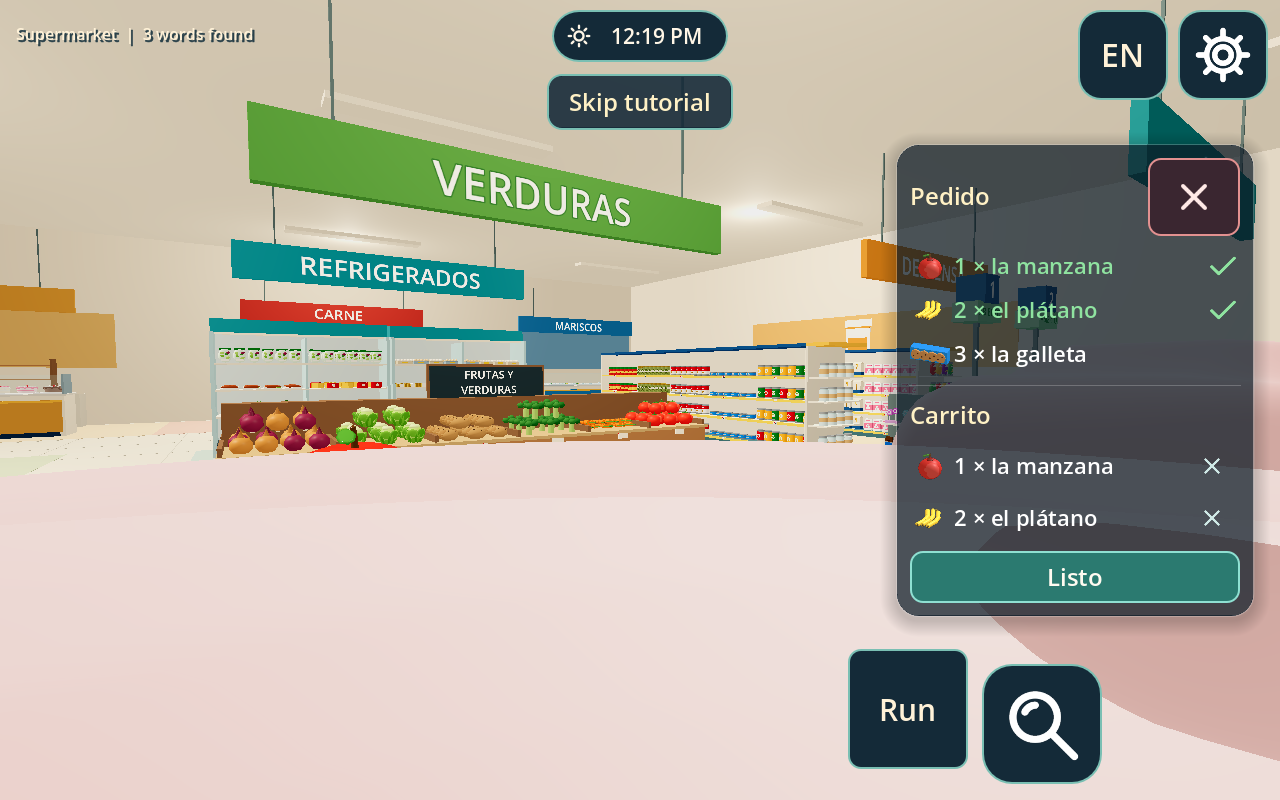 Supermarket | 3 words found
12:19 PM
Skip tutorial
EN
VERDURAS
REFRIGERADOS
CARNE
MARISCOS
FRUTAS Y
VERDURAS
1
Pedido
1 × la manzana
2 × el plátano
3 × la galleta
Carrito
1 × la manzana
2 × el plátano
Listo
Run